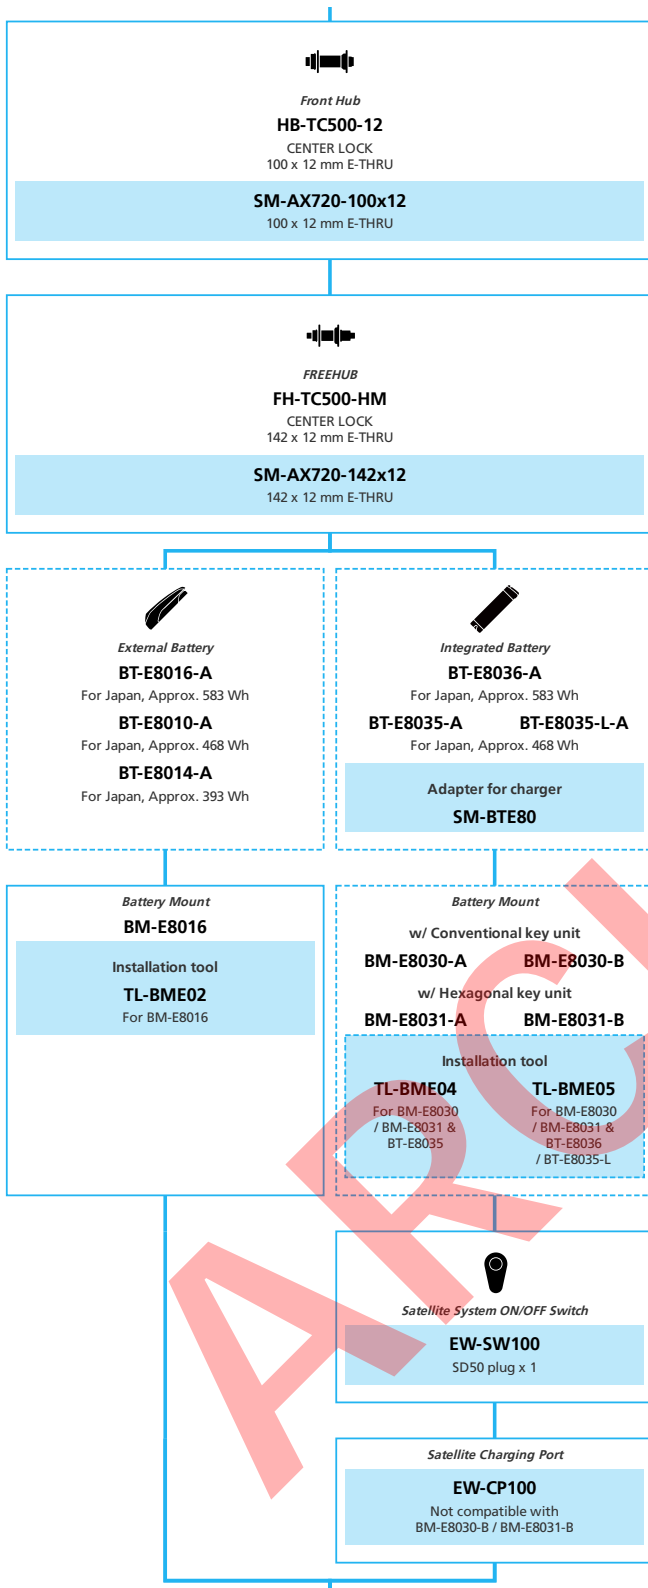 Front Hub
HB-TC500-12
CENTER LOCK
100 x 12 mm E-THRU
SM-AX720-100x12
100 x 12 mm E-THRU
FREEHUB
FH-TC500-HM
CENTER LOCK
142 x 12 mm E-THRU
SM-AX720-142x12
142 x 12 mm E-THRU
External Battery
BT-E8016-A
For Japan, Approx. 583 Wh
BT-E8010-A
For Japan, Approx. 468 Wh
BT-E8014-A
For Japan, Approx. 393 Wh
Integrated Battery
BT-E8036-A
For Japan, Approx. 583 Wh
BT-E8035-A BT-E8035-L-A
For Japan, Approx. 468 Wh
Adapter for charger
SM-BTE80
Battery Mount
BM-E8016
Installation tool
TL-BME02
For BM-E8016
Battery Mount
w/ Conventional key unit
BM-E8030-A BM-E8030-B
w/ Hexagonal key unit
BM-E8031-A BM-E8031-B
Installation tool
TL-BME04
For BM-E8030
/ BM-E8031 &
BT-E8035
TL-BME05
For BM-E8030
/ BM-E8031 &
BT-E8036
/ BT-E8035-L
Satellite System ON/OFF Switch
EW-SW100
SD50 plug x 1
Satellite Charging Port
EW-CP100
Not compatible with
BM-E8030-B / BM-E8031-B